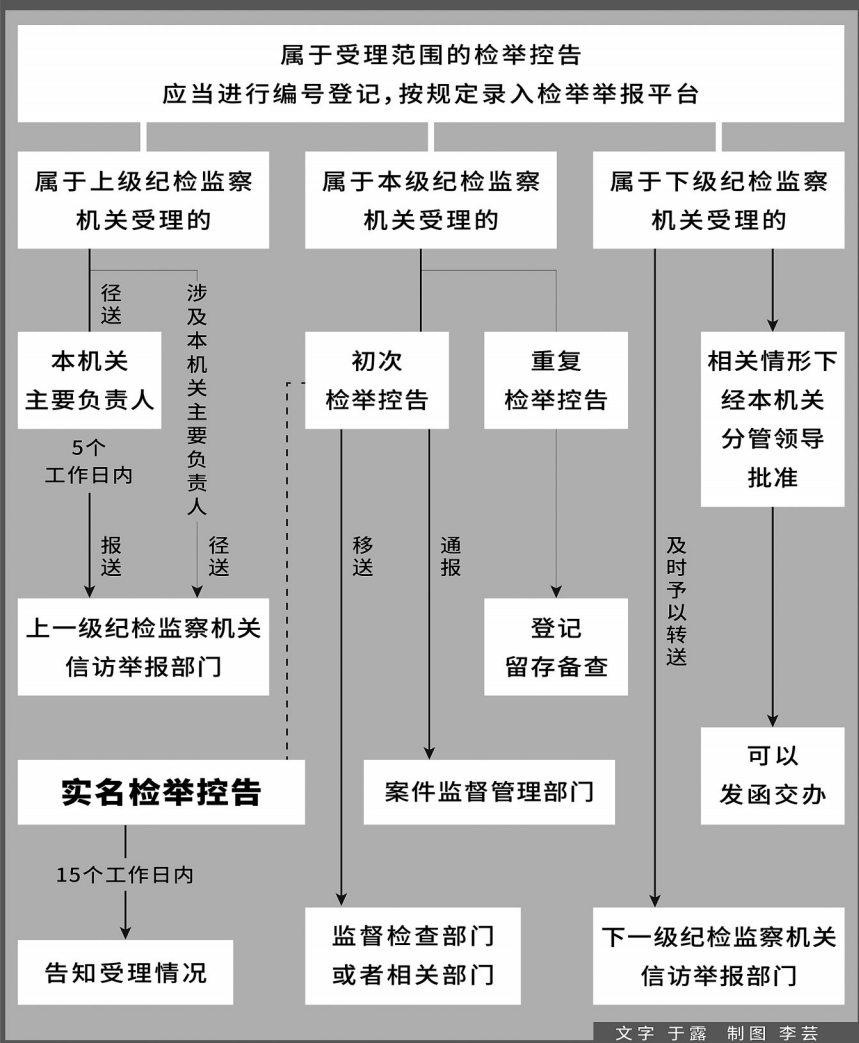 属于受理范围的检举控告
应当进行编号登记,按规定录入检举举报平台
属于上级纪检监察
机关受理的
属于本级纪检监察
机关受理的
属于下级纪检监察
机关受理的
径送
涉及本机关主要负责人
本机关
主要负责人
初次
检举控告
重复
检举控告
相关情形下
经本机关
分管领导
批准
5个
工作日内
报送
径送
移送
通报
及时予以转送
上一级纪检监察机关
信访举报部门
登记
留存备查
可以
发函交办
实名检举控告
案件监督管理部门
15个工作日内
告知受理情况
监督检查部门
或者相关部门
下一级纪检监察机关
信访举报部门
文字 于露 制图 李芸